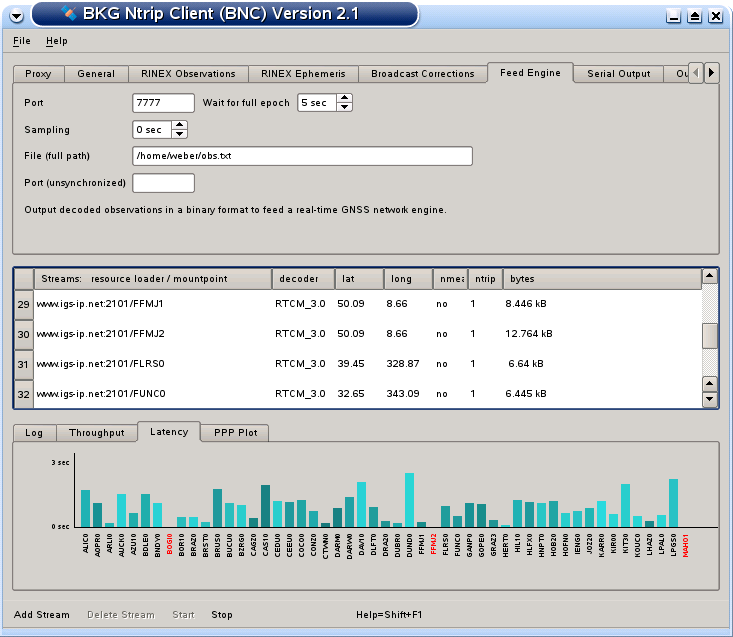 BKG Ntrip Client (BNC) Version 2.1
File Help
Proxy General RINEX Observations RINEX Ephemeris Broadcast Corrections Feed Engine Serial Output Ou
Port 7777 Wait for full epoch 5 sec
Sampling 0 sec
File (full path) /home/weber/obs.txt
Port (unsynchronized)
Output decoded observations in a binary format to feed a real-time GNSS network engine.
Streams: resource loader / mountpoint decoder lat long nmea ntrip bytes
29 www.igs-ip.net:2101/FFMJ1 RTCM_3.0 50.09 8.66 no 1 8.446 kB
30 www.igs-ip.net:2101/FFMJ2 RTCM_3.0 50.09 8.66 no 1 12.764 kB
31 www.igs-ip.net:2101/FLRS0 RTCM_3.0 39.45 328.87 no 1 6.64 kB
32 www.igs-ip.net:2101/FUNC0 RTCM_3.0 32.65 343.09 no 1 6.445 kB
Log Throughput Latency PPP Plot
3 sec
0 sec
ALIC0 AOPR0 ARLI0 AUCK0 AZU10 BDLE0 BNDY0 BOGI0 BOR10 BRAZ0 BRST0 BRUS0 BUCU0 BZRG0 CAGZ0 CAS10 CEDU0 CEEU0 COCO0 CONZ0 CTWN0 DARM0 DARW0 DAV10 DLFT0 DRA20 DUBR0 DUND0 FFMJ1 FFMJ2 FLRS0 FUNC0 GANP0 GOPE0 GRAZ3 HERT0 HIL10 HLFX0 HNPT0 HOB20 HOFN0 IENG0 JOZ20 KARR0 KIR00 KIT30 KOUC0 LHAZ0 LPAL0 LPGS0 MAHO1
Add Stream Delete Stream Start Stop Help=Shift+F1